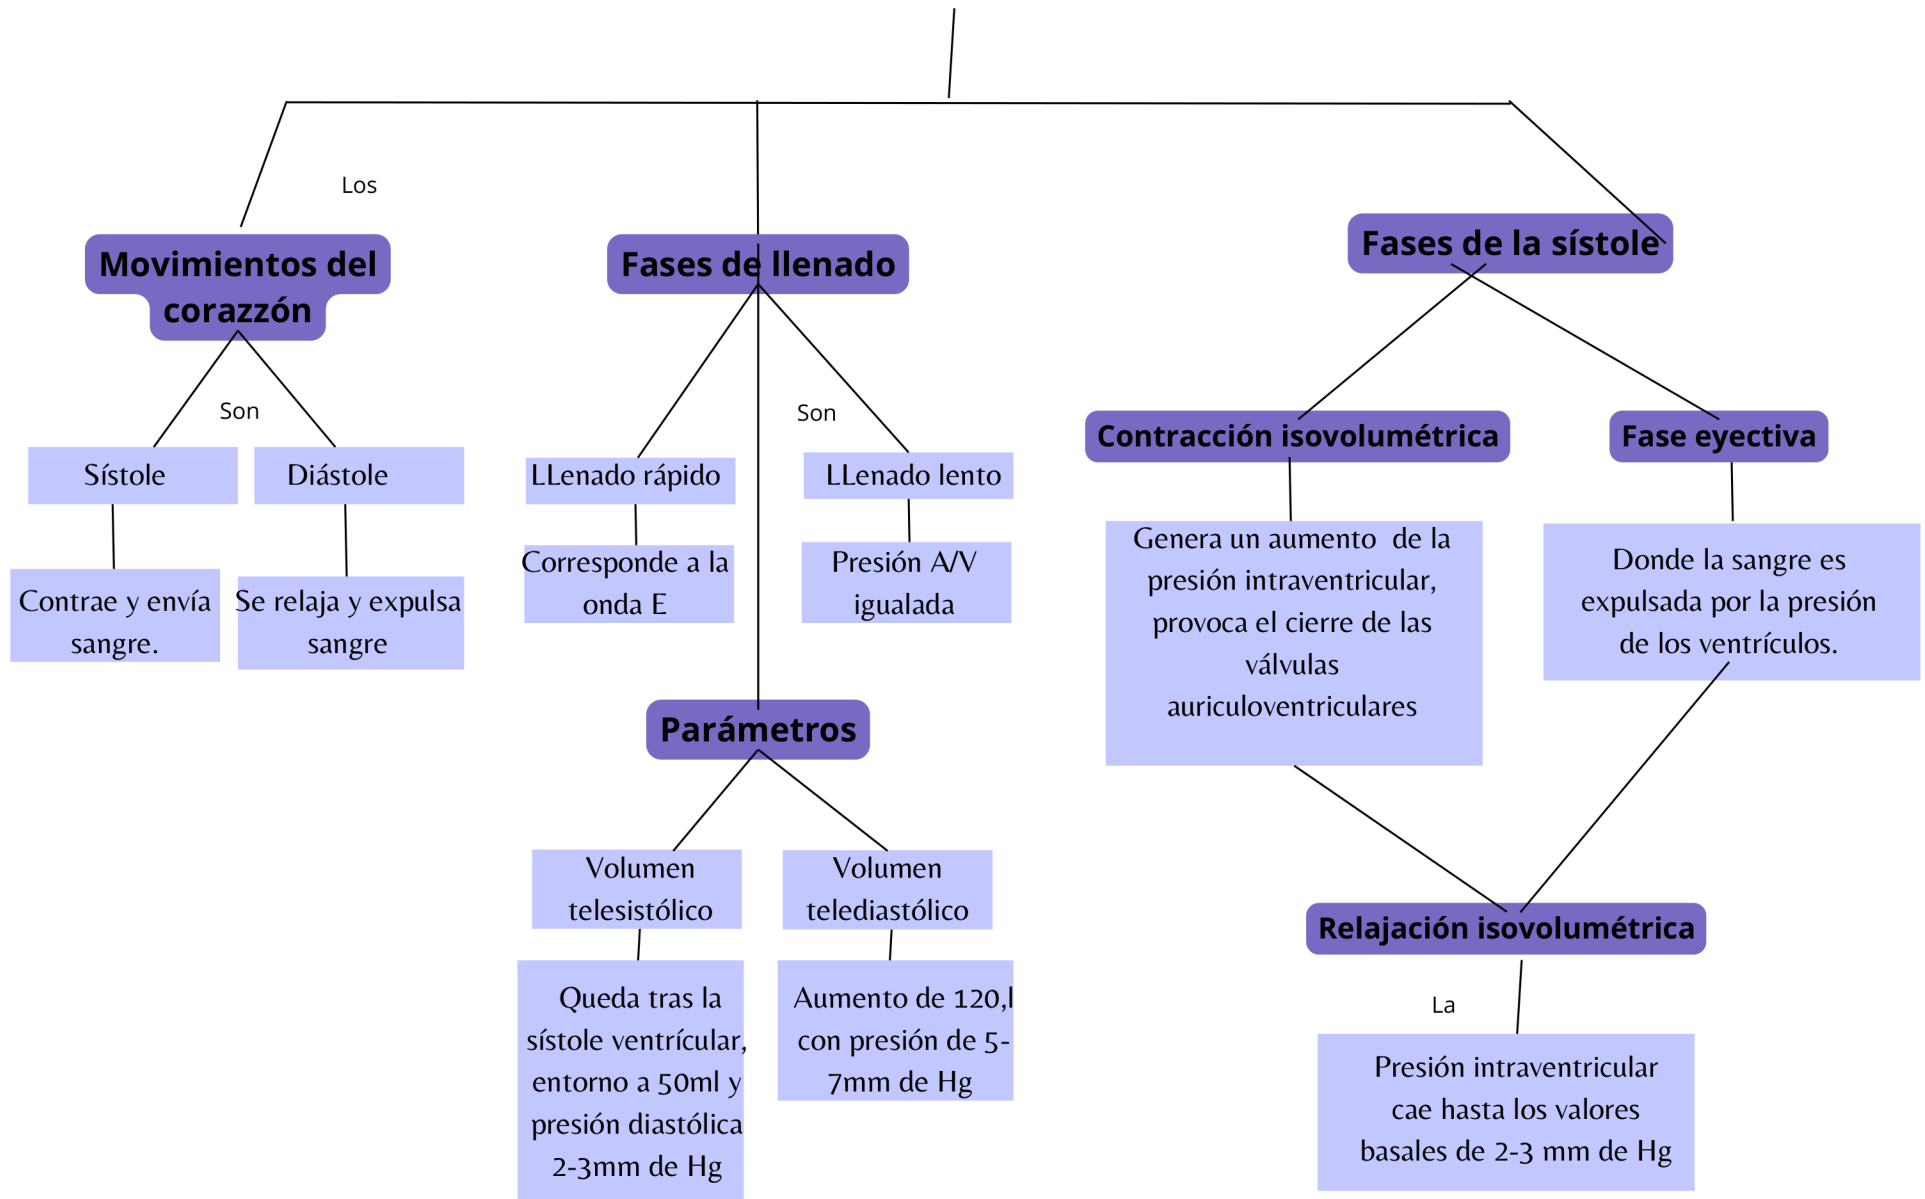 Los
Movimientos del
corazzón
Son
Sístole
Diástole
Contrae y envía
sangre.
Se relaja y expulsa
sangre
Fases de llenado
Son
LLenado rápido
LLenado lento
Corresponde a la
onda E
Presión A/V
igualada
Parámetros
Volumen
telesistólico
Volumen
telediastólico
Queda tras la
sístole ventrícular,
entorno a 50ml y
presión diastólica
2-3mm de Hg
Aumento de 120,l
con presión de 5-
7mm de Hg
Fases de la sístole
Contracción isovolumétrica
Fase eyectiva
Genera un aumento de la
presión intraventricular,
provoca el cierre de las
válvulas
auriculoventriculares
Donde la sangre es
expulsada por la presión
de los ventrículos.
Relajación isovolumétrica
La
Presión intraventricular
cae hasta los valores
basales de 2-3 mm de Hg